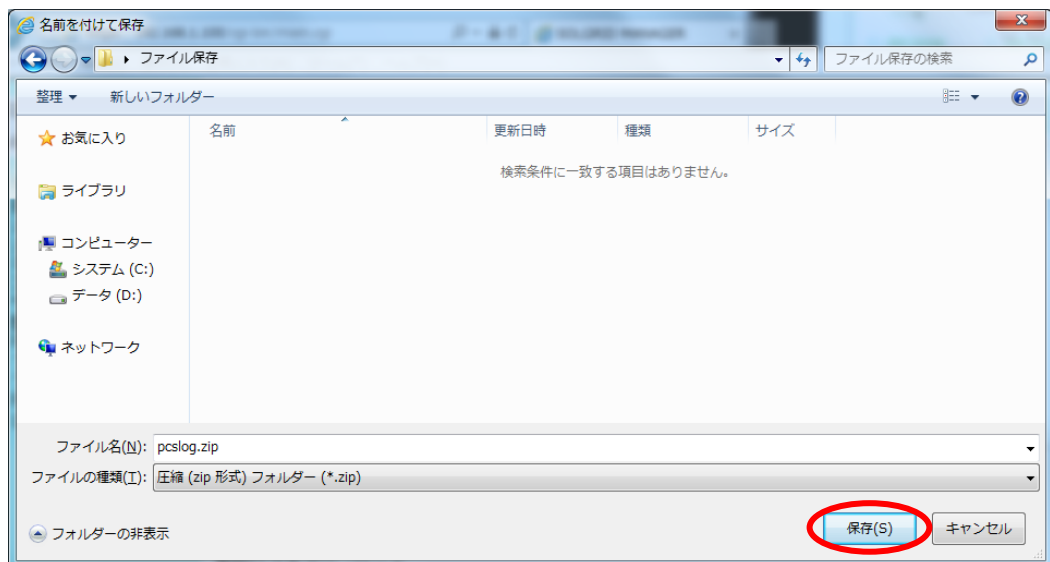 名前を付けて保存
ファイル保存
ファイル保存の検索
整理
新しいフォルダー
名前 更新日時 種類 サイズ
検索条件に一致する項目はありません。
お気に入り
ライブラリ
コンピューター
システム (C:)
データ (D:)
ネットワーク
ファイル名(N): pcslog.zip
ファイルの種類(T): 圧縮 (zip 形式) フォルダー (*.zip)
フォルダーの非表示
保存(S)
キャンセル